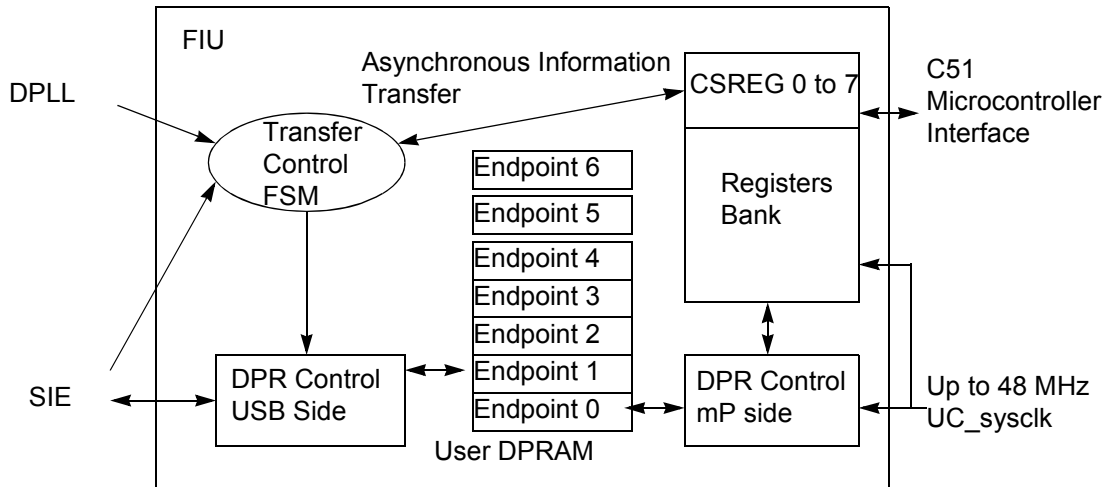 FIU
DPLL
Asynchronous Information
Transfer
CSREG 0 to 7
C51
Microcontroller
Interface
Transfer
Control
FSM
Endpoint 6
Endpoint 5
Endpoint 4
Endpoint 3
Endpoint 2
Endpoint 1
Endpoint 0
Registers
Bank
SIE
DPR Control
USB Side
User DPRAM
DPR Control
mP side
Up to 48 MHz
UC_sysclk